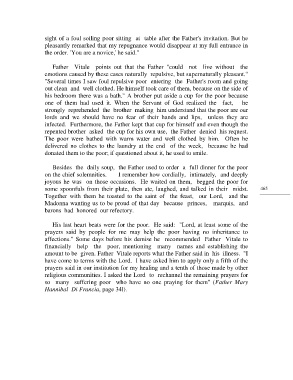 sight of a foul soiling poor sitting at table after the Father's invitation. But he
pleasantly remarked that my repugnance would disappear at my full entrance
in the order. 'You are a novice,' he said."
Father Vitale points out that the Father "could not live without the
emotions caused by these cases naturally repulsive, but supernaturally pleasant."
"Several times I saw foul repulsive poor entering the Father's room and going
out clean and well clothed. He himself took care of them, because on the side of
his bedroom there was a bath." A brother put aside a cup for the poor because
one of them had used it. When the Servant of God realized the fact, he
strongly reprehended the brother making him understand that the poor are our
lords and we should have no fear of their hands and lips, unless they are
infected. Furthermore, the Father kept that cup for himself and even though the
repeated brother asked the cup for his own use, the Father denied his request.
The poor were bathed with warm water and well clothed by him. Often he
delivered no clothes to the laundry at the end of the week, because he had
donated them to the poor; if questioned about it, he used to smile.
Besides the daily soup, the Father used to order a full dinner for the poor
on the chief solemnities. I remember how cordially, intimately, and deeply
joyous he was on those occasions. He waited on them, begged the poor for
some spoonfuls from their plate, then ate, laughed, and talked in their midst.
Together with them he toasted to the saint of the feast, our Lord, and the
Madonna wanting us to be proud of that day because princes, marquis, and
barons had honored our refectory.
His last heart beats were for the poor. He said: "Lord, at least some of the
prayers said by people for me may help the poor having no inheritance to
affections." Some days before his demise he recommended Father Vitale to
financially help the poor, mentioning many names and establishing the
amount to be given. Father Vitale reports what the Father said in his illness. "I
have come to terms with the Lord. I have asked him to apply only a fifth of the
prayers said in our institution for my healing and a tenth of those made by other
religious communities. I asked the Lord to rechannel the remaining prayers for
so many suffering poor who have no one praying for them" (Father Mary
Hannibal Di Francia, page 341).